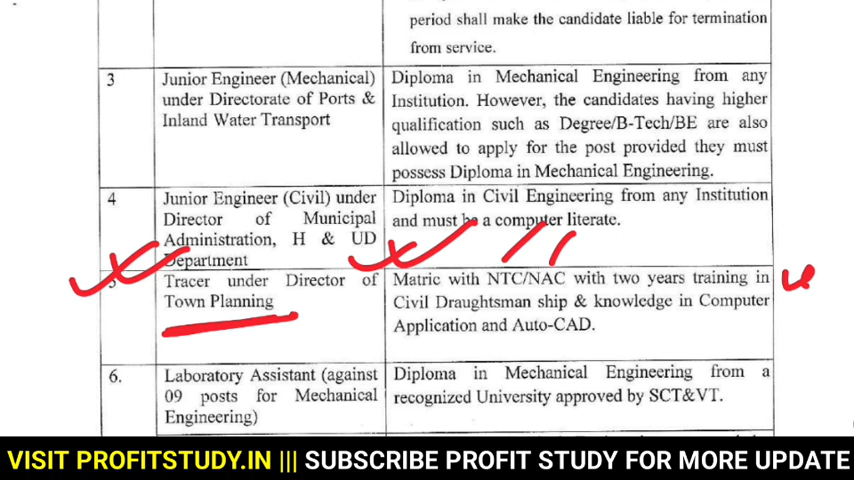 period shall make the candidate liable for termination
from service.
3 Junior Engineer (Mechanical)
under Directorate of Ports &
Inland Water Transport
Diploma in Mechanical Engineering from any
Institution. However, the candidates having higher
qualification such as Degree/B-Tech/BE are also
allowed to apply for the post provided they must
possess Diploma in Mechanical Engineering.
4 Junior Engineer (Civil) under
Director of Municipal
Administration, H & UD
Department
Diploma in Civil Engineering from any Institution
and must be a computer literate.
5 Tracer under Director of
Town Planning
Matric with NTC/NAC with two years training in
Civil Draughtsman ship & knowledge in Computer
Application and Auto-CAD.
6. Laboratory Assistant (against
09 posts for Mechanical
Engineering)
Diploma in Mechanical Engineering from a
recognized University approved by SCT&VT.
VISIT PROFITSTUDY.IN ||| SUBSCRIBE PROFIT STUDY FOR MORE UPDATE